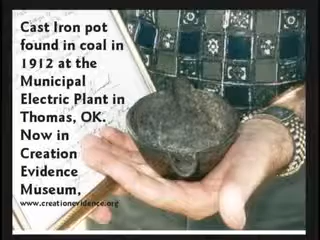 Cast Iron pot
found in coal in
1912 at the
Municipal
Electric Plant in
Thomas, OK.
Now in
Creation
Evidence
Museum,
www.creationevidence.org